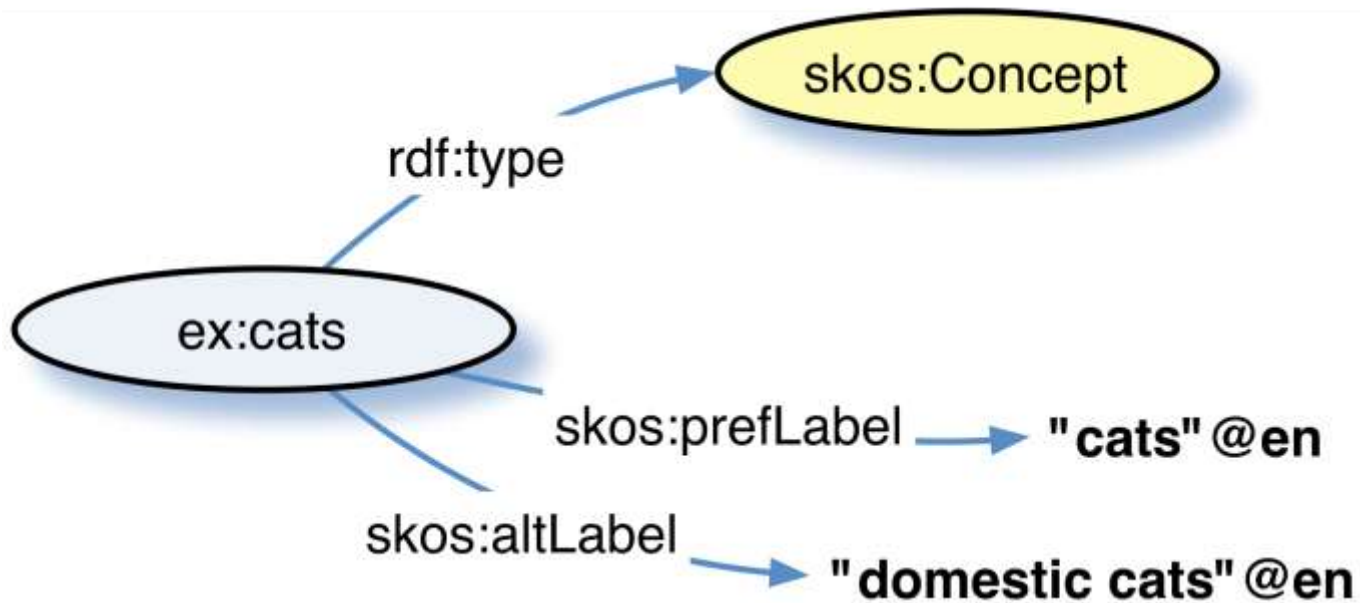 skos:Concept
rdf:type
ex:cats
skos:prefLabel
"cats"@en
skos:altLabel
"domestic cats"@en